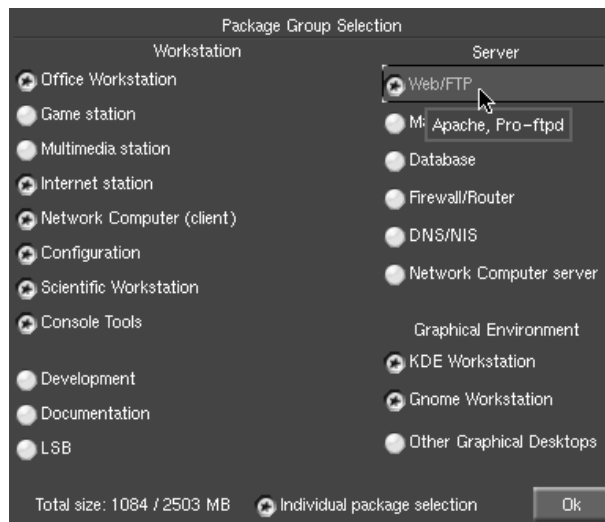 Package Group Selection
Workstation
Office Workstation
Game station
Multimedia station
Internet station
Network Computer (client)
Configuration
Scientific Workstation
Console Tools
Development
Documentation
LSB
Server
Web/FTP
Apache, Pro-ftpd
Database
Firewall/Router
DNS/NIS
Network Computer server
Graphical Environment
KDE Workstation
Gnome Workstation
Other Graphical Desktops
Total size: 1084 / 2503 MB
Individual package selection
Ok